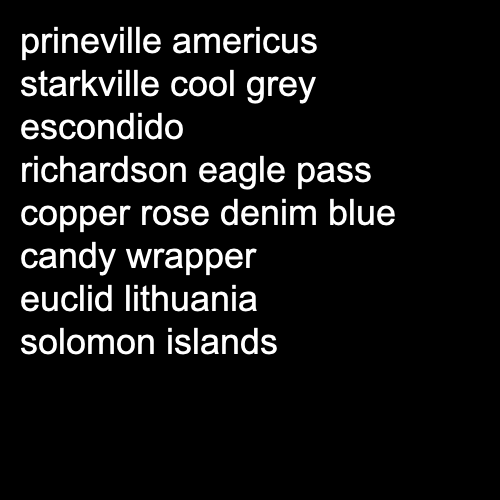 prineville americus
starkville cool grey
escondido
richardson eagle pass
copper rose denim blue
candy wrapper
euclid lithuania
solomon islands